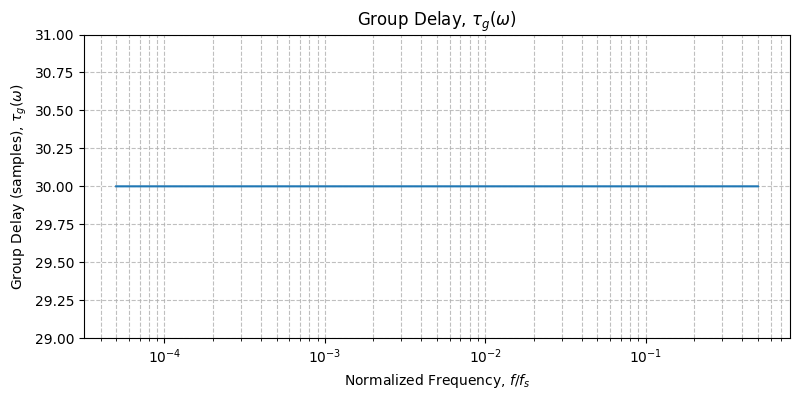 Group Delay, τg(ω)
31.00
30.75
30.50
30.25
30.00
29.75
29.50
29.25
29.00
Group Delay (samples), τg(ω)
10⁻⁴ 10⁻³ 10⁻² 10⁻¹
Normalized Frequency, f/fs